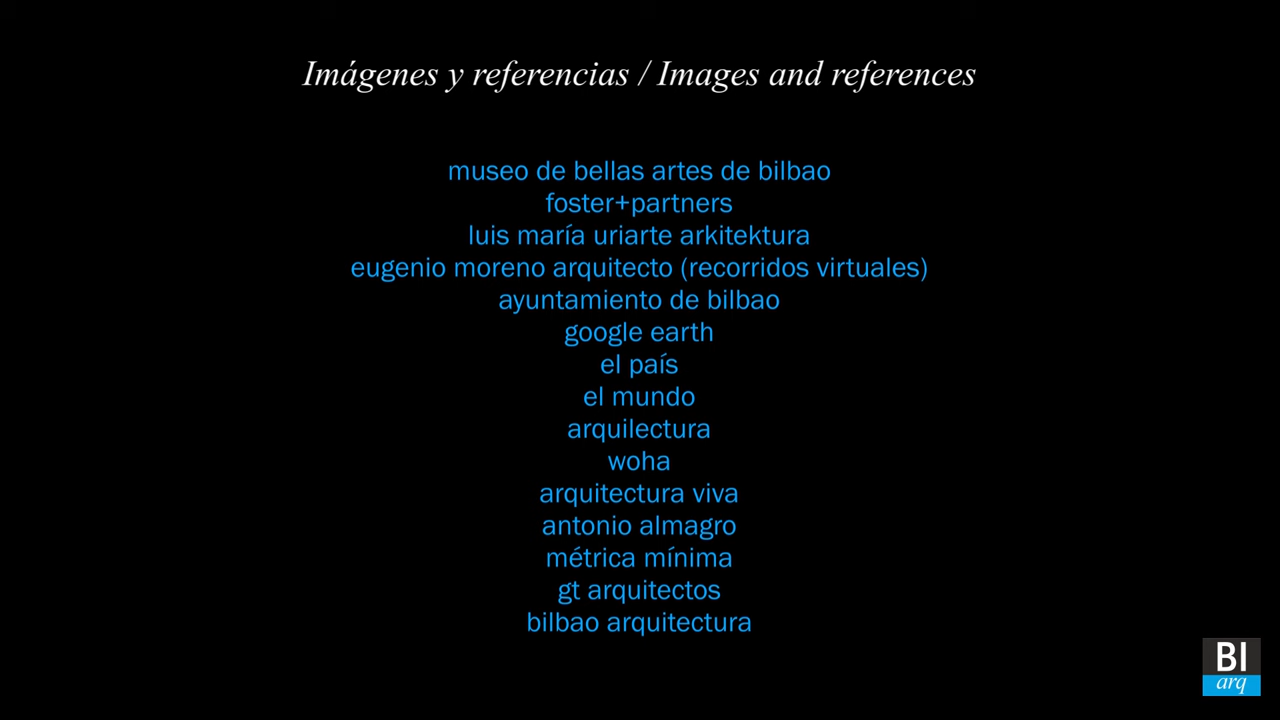 Imágenes y referencias / Images and references
museo de bellas artes de bilbao
foster+partners
luis maría uriarte arkitektura
eugenio moreno arquitecto (recorridos virtuales)
ayuntamiento de bilbao
google earth
el país
el mundo
arquilectura
woha
arquitectura viva
antonio almagro
métrica mínima
gt arquitectos
bilbao arquitectura
BI
arq